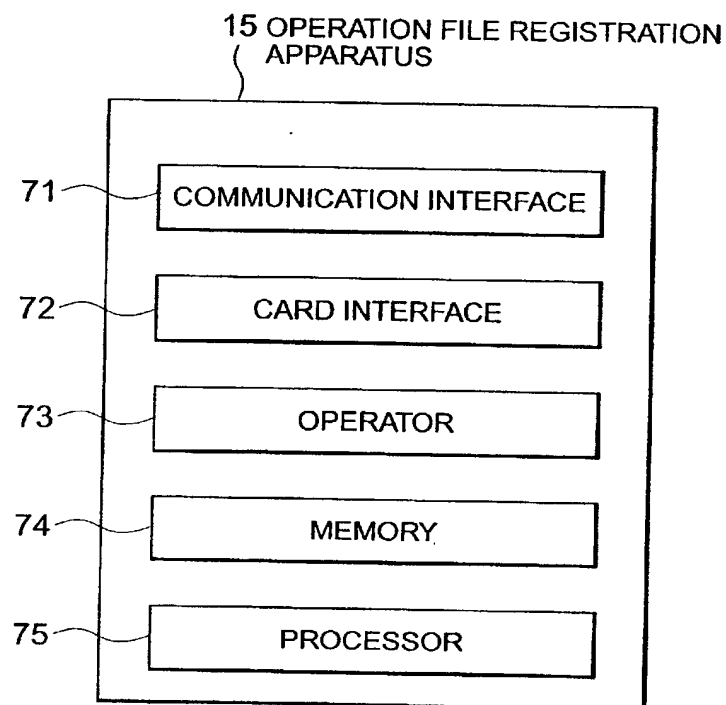 15 OPERATION FILE REGISTRATION
APPARATUS
71 COMMUNICATION INTERFACE
72 CARD INTERFACE
73 OPERATOR
74 MEMORY
75 PROCESSOR